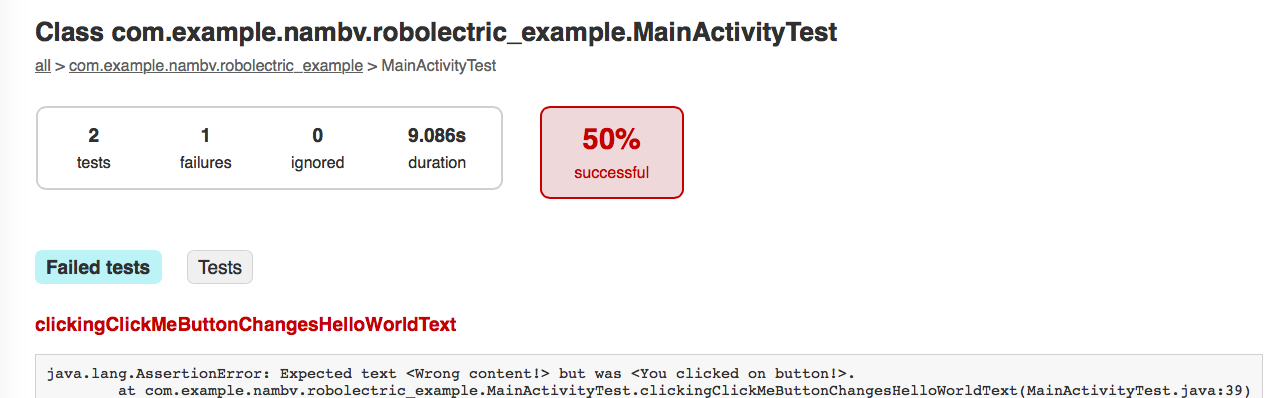 Class com.example.nambv.robolectric_example.MainActivityTest
all > com.example.nambv.robolectric_example > MainActivityTest
2 1 0 9.086s 50%
tests failures ignored duration successful
Failed tests Tests
clickingClickMeButtonChangesHelloWorldText
java.lang.AssertionError: Expected text <Wrong content!> but was <You clicked on button!>.
at com.example.nambv.robolectric_example.MainActivityTest.clickingClickMeButtonChangesHelloWorldText(MainActivityTest.java:39)